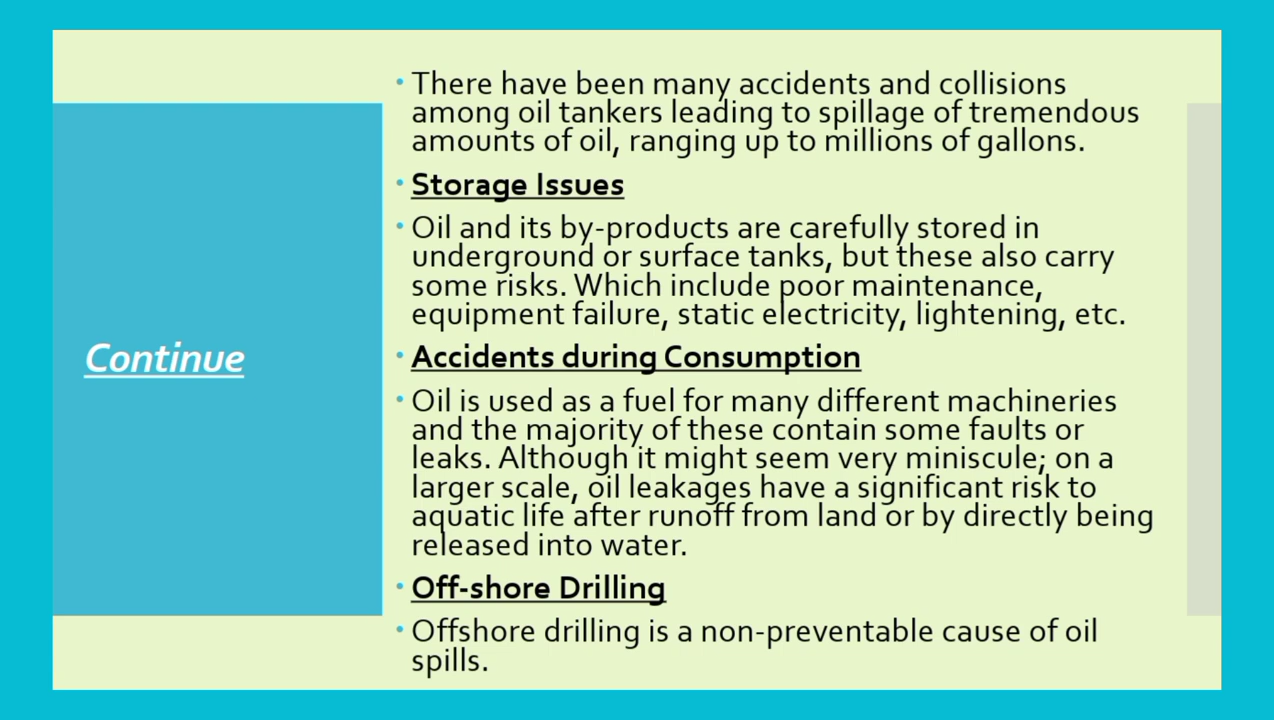 Continue
There have been many accidents and collisions
among oil tankers leading to spillage of tremendous
amounts of oil, ranging up to millions of gallons.
Storage Issues
Oil and its by-products are carefully stored in
underground or surface tanks, but these also carry
some risks. Which include poor maintenance,
equipment failure, static electricity, lightening, etc.
Accidents during Consumption
Oil is used as a fuel for many different machineries
and the majority of these contain some faults or
leaks. Although it might seem very miniscule; on a
larger scale, oil leakages have a significant risk to
aquatic life after runoff from land or by directly being
released into water.
Off-shore Drilling
Offshore drilling is a non-preventable cause of oil
spills.